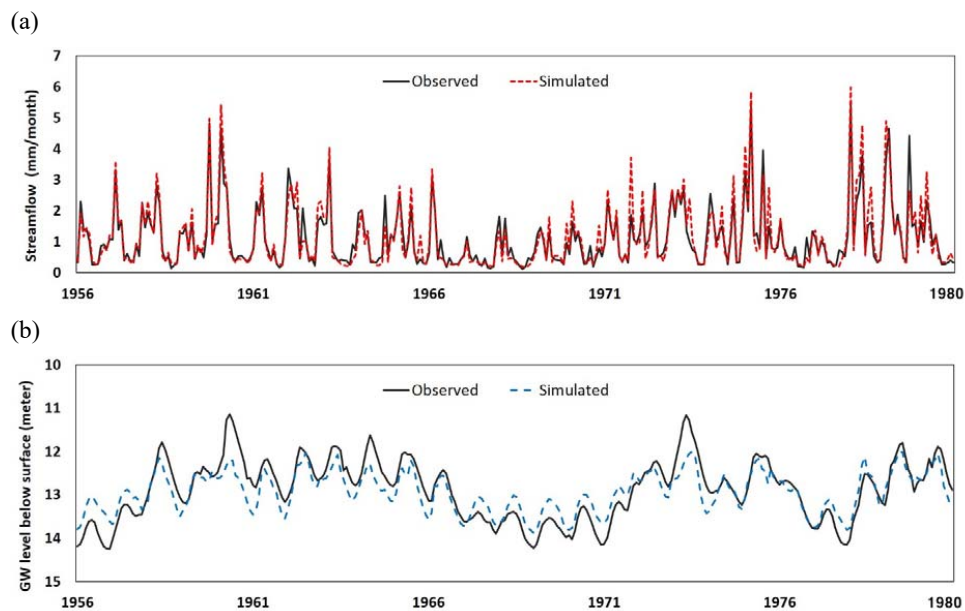 (a)
7
6
5
4
3
2
1
0
Streamflow (mm/month)
Observed Simulated
1956 1961 1966 1971 1976 1980
(b)
10
11
12
13
14
15
GW level below surface (meter)
Observed Simulated
1956 1961 1966 1971 1976 1980